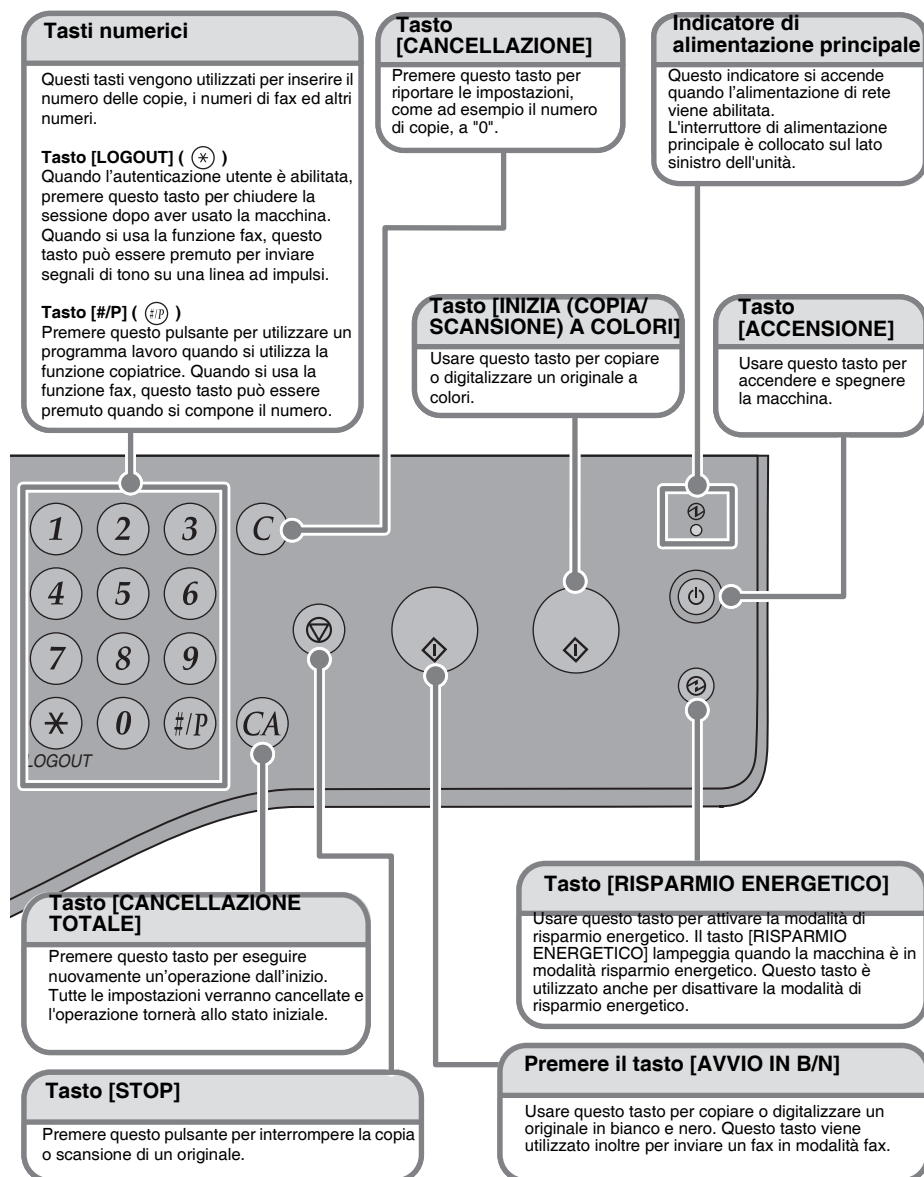 Tasti numerici
Questi tasti vengono utilizzati per inserire il
numero delle copie, i numeri di fax ed altri
numeri.
Tasto [LOGOUT] ( * )
Quando l'autenticazione utente è abilitata,
premere questo tasto per chiudere la
sessione dopo aver usato la macchina.
Quando si usa la funzione fax, questo
tasto può essere premuto per inviare
segnali di tono su una linea ad impulsi.
Tasto [#/P] ( #/P )
Premere questo pulsante per utilizzare un
programma lavoro quando si utilizza la
funzione copiatrice. Quando si usa la
funzione fax, questo tasto può essere
premuto quando si compone il numero.
Tasto
[CANCELLAZIONE]
Premere questo tasto per
riportare le impostazioni,
come ad esempio il numero
di copie, a "0".
Indicatore di
alimentazione principale
Questo indicatore si accende
quando l'alimentazione di rete
viene abilitata.
L'interruttore di alimentazione
principale è collocato sul lato
sinistro dell'unità.
Tasto [INIZIA (COPIA/
SCANSIONE) A COLORI]
Usare questo tasto per copiare
o digitalizzare un originale a
colori.
Tasto
[ACCENSIONE]
Usare questo tasto per
accendere e spegnere
la macchina.
1 2 3 C
4 5 6
7 8 9
* 0 #/P CA
LOGOUT
Tasto [CANCELLAZIONE
TOTALE]
Premere questo tasto per eseguire
nuovamente un'operazione dall'inizio.
Tutte le impostazioni verranno cancellate e
l'operazione tornerà allo stato iniziale.
Tasto [RISPARMIO ENERGETICO]
Usare questo tasto per attivare la modalità di
risparmio energetico. Il tasto [RISPARMIO
ENERGETICO] lampeggia quando la macchina è in
modalità risparmio energetico. Questo tasto è
utilizzato anche per disattivare la modalità di
risparmio energetico.
Tasto [STOP]
Premere questo pulsante per interrompere la copia
o scansione di un originale.
Premere il tasto [AVVIO IN B/N]
Usare questo tasto per copiare o digitalizzare un
originale in bianco e nero. Questo tasto viene
utilizzato inoltre per inviare un fax in modalità fax.